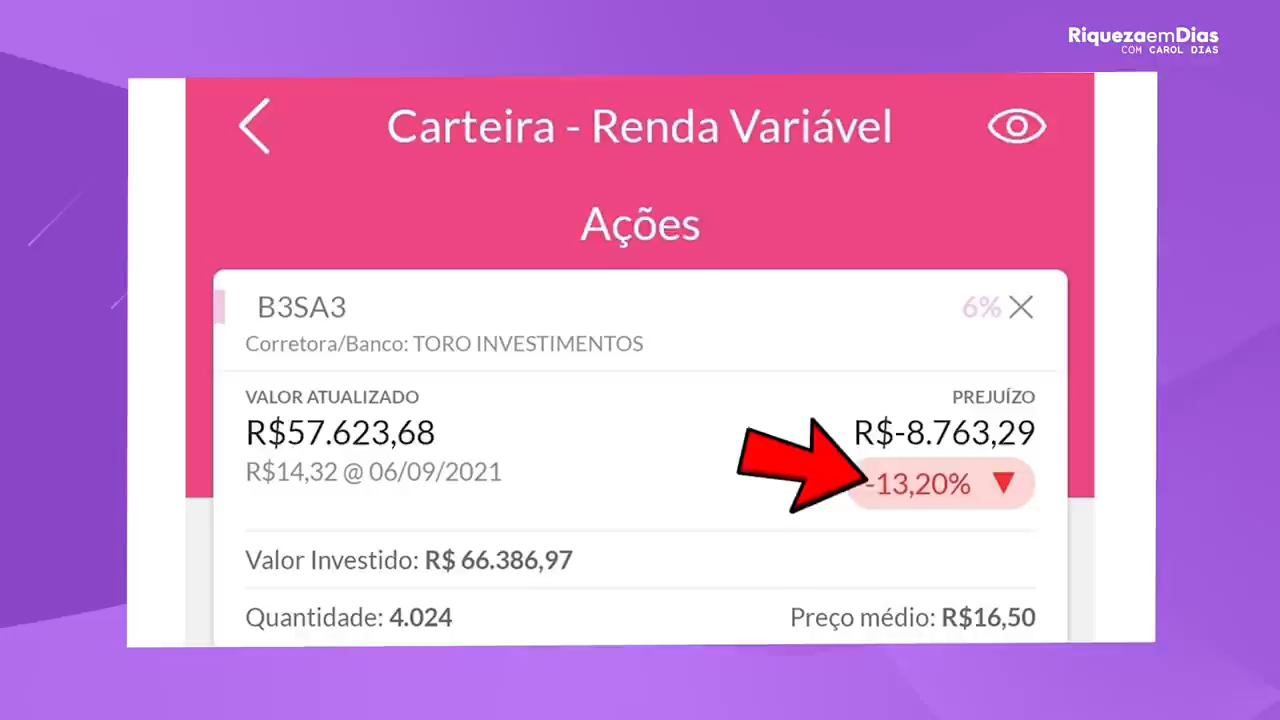 RiquezaemDias
COM CAROL DIAS
Carteira - Renda Variável
Ações
B3SA3
6%
Corretora/Banco: TORO INVESTIMENTOS
VALOR ATUALIZADO
PREJUÍZO
R$57.623,68
R$-8.763,29
R$14,32 @ 06/09/2021
-13,20%
Valor Investido: R$ 66.386,97
Quantidade: 4.024
Preço médio: R$16,50